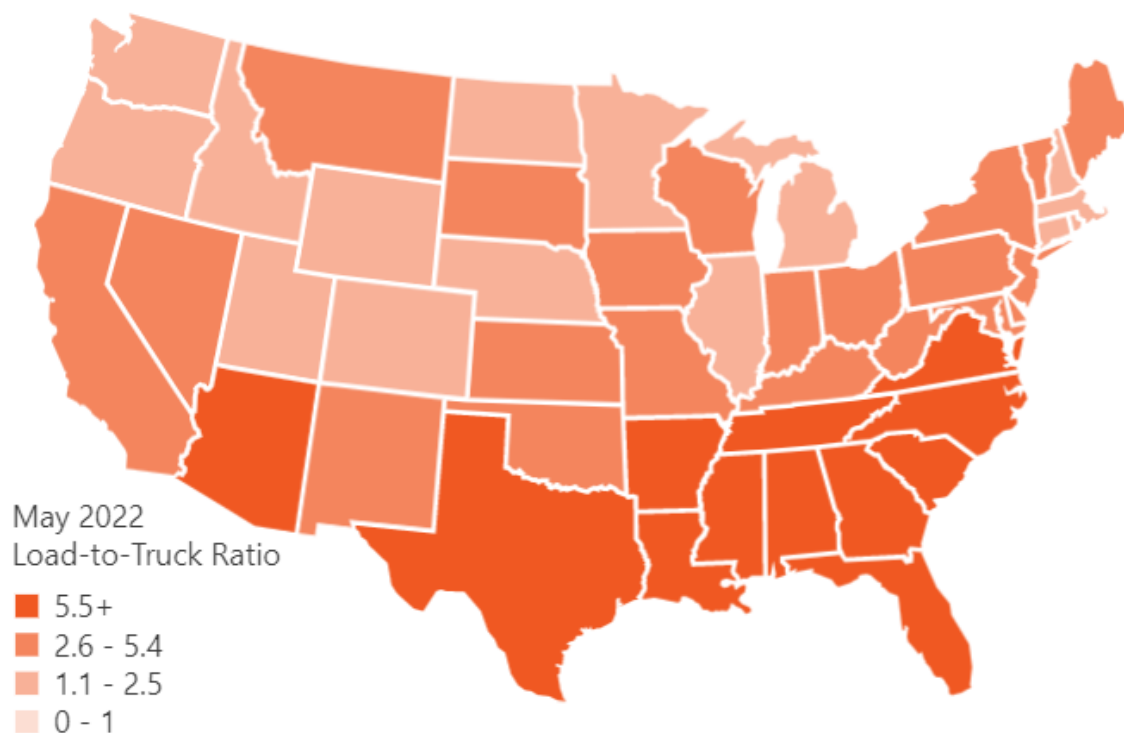 May 2022
Load-to-Truck Ratio
5.5+
2.6 - 5.4
1.1 - 2.5
0 - 1